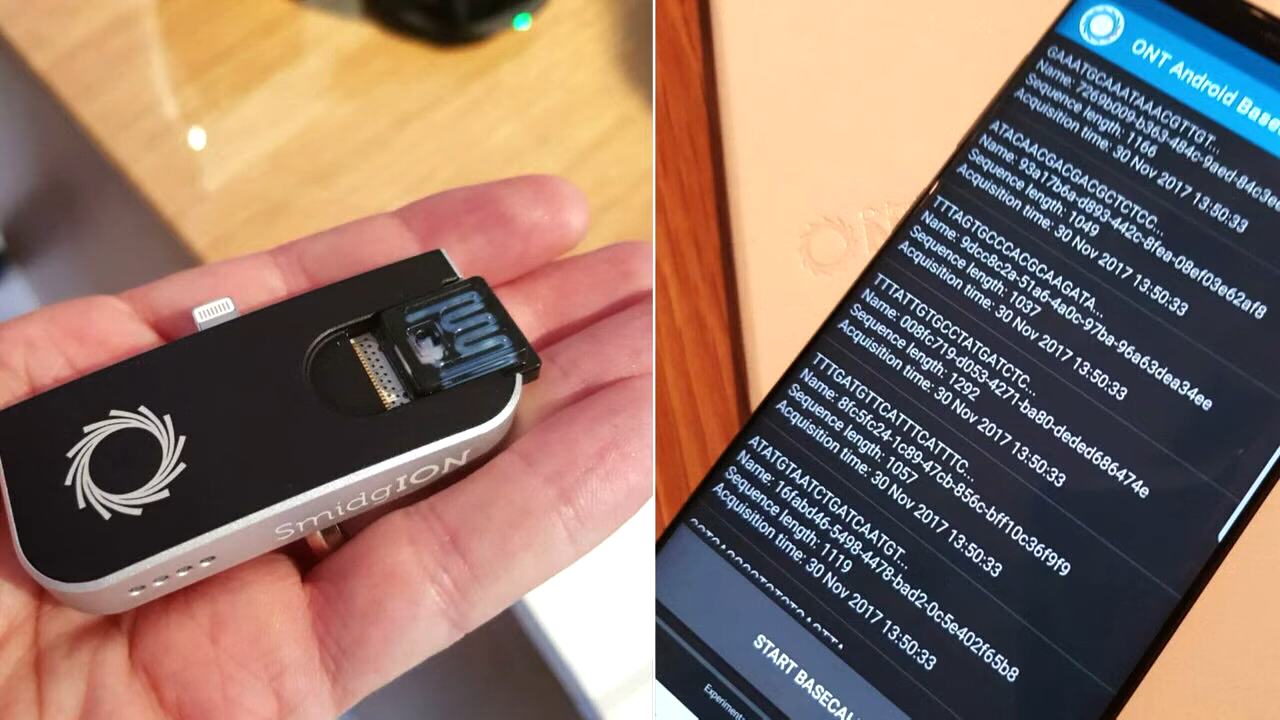 SmidgION
ONT Android Base
GAAATGCAAATAAACGTTGT...
Name: 7269b009-b363-484c-9aed-84c3e
Sequence length: 1166
Acquisition time: 30 Nov 2017 13:50:33
ATACAACGACGACGCTCTCC...
Name: 93a17b6a-d893-442c-8fea-08ef03e62af8
Sequence length: 1049
Acquisition time: 30 Nov 2017 13:50:33
TTTAGTGCCCACGCAAGATA...
Name: 9dcc8c2a-51a6-4a0c-97ba-96a63dea34ee
Sequence length: 1037
Acquisition time: 30 Nov 2017 13:50:33
TTTATTGTGCCTATGATCTC...
Name: 008fc719-d053-4271-ba80-deded686474e
Sequence length: 1292
Acquisition time: 30 Nov 2017 13:50:33
TTTGATGTTCATTTCATTTC...
Name: 8fc5fc24-1c89-47cb-856c-bff10c36f9f9
Sequence length: 1057
Acquisition time: 30 Nov 2017 13:50:33
ATATGTAATCTGATCAATGT...
Name: 16fabd46-5498-4478-bad2-0c5e402f65b8
Sequence length: 1119
Acquisition time: 30 Nov 2017 13:50:33
START BASECAL
Experiment